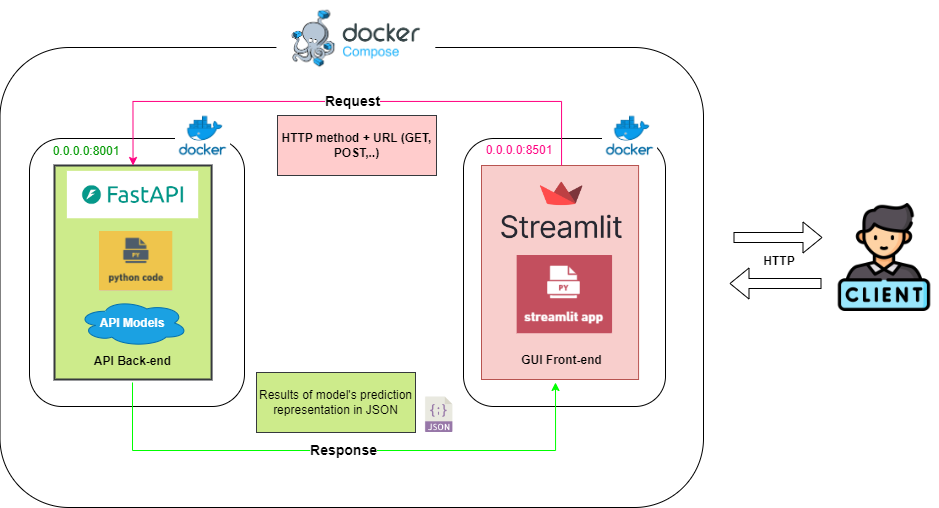 docker
Compose
Request
HTTP method + URL (GET,
POST,..)
docker
0.0.0.0:8001
FastAPI
PY
python code
API Models
API Back-end
docker
0.0.0.0:8501
Streamlit
PY
streamlit app
GUI Front-end
Results of model's prediction
representation in JSON
{;}
JSON
Response
HTTP
CLIENT